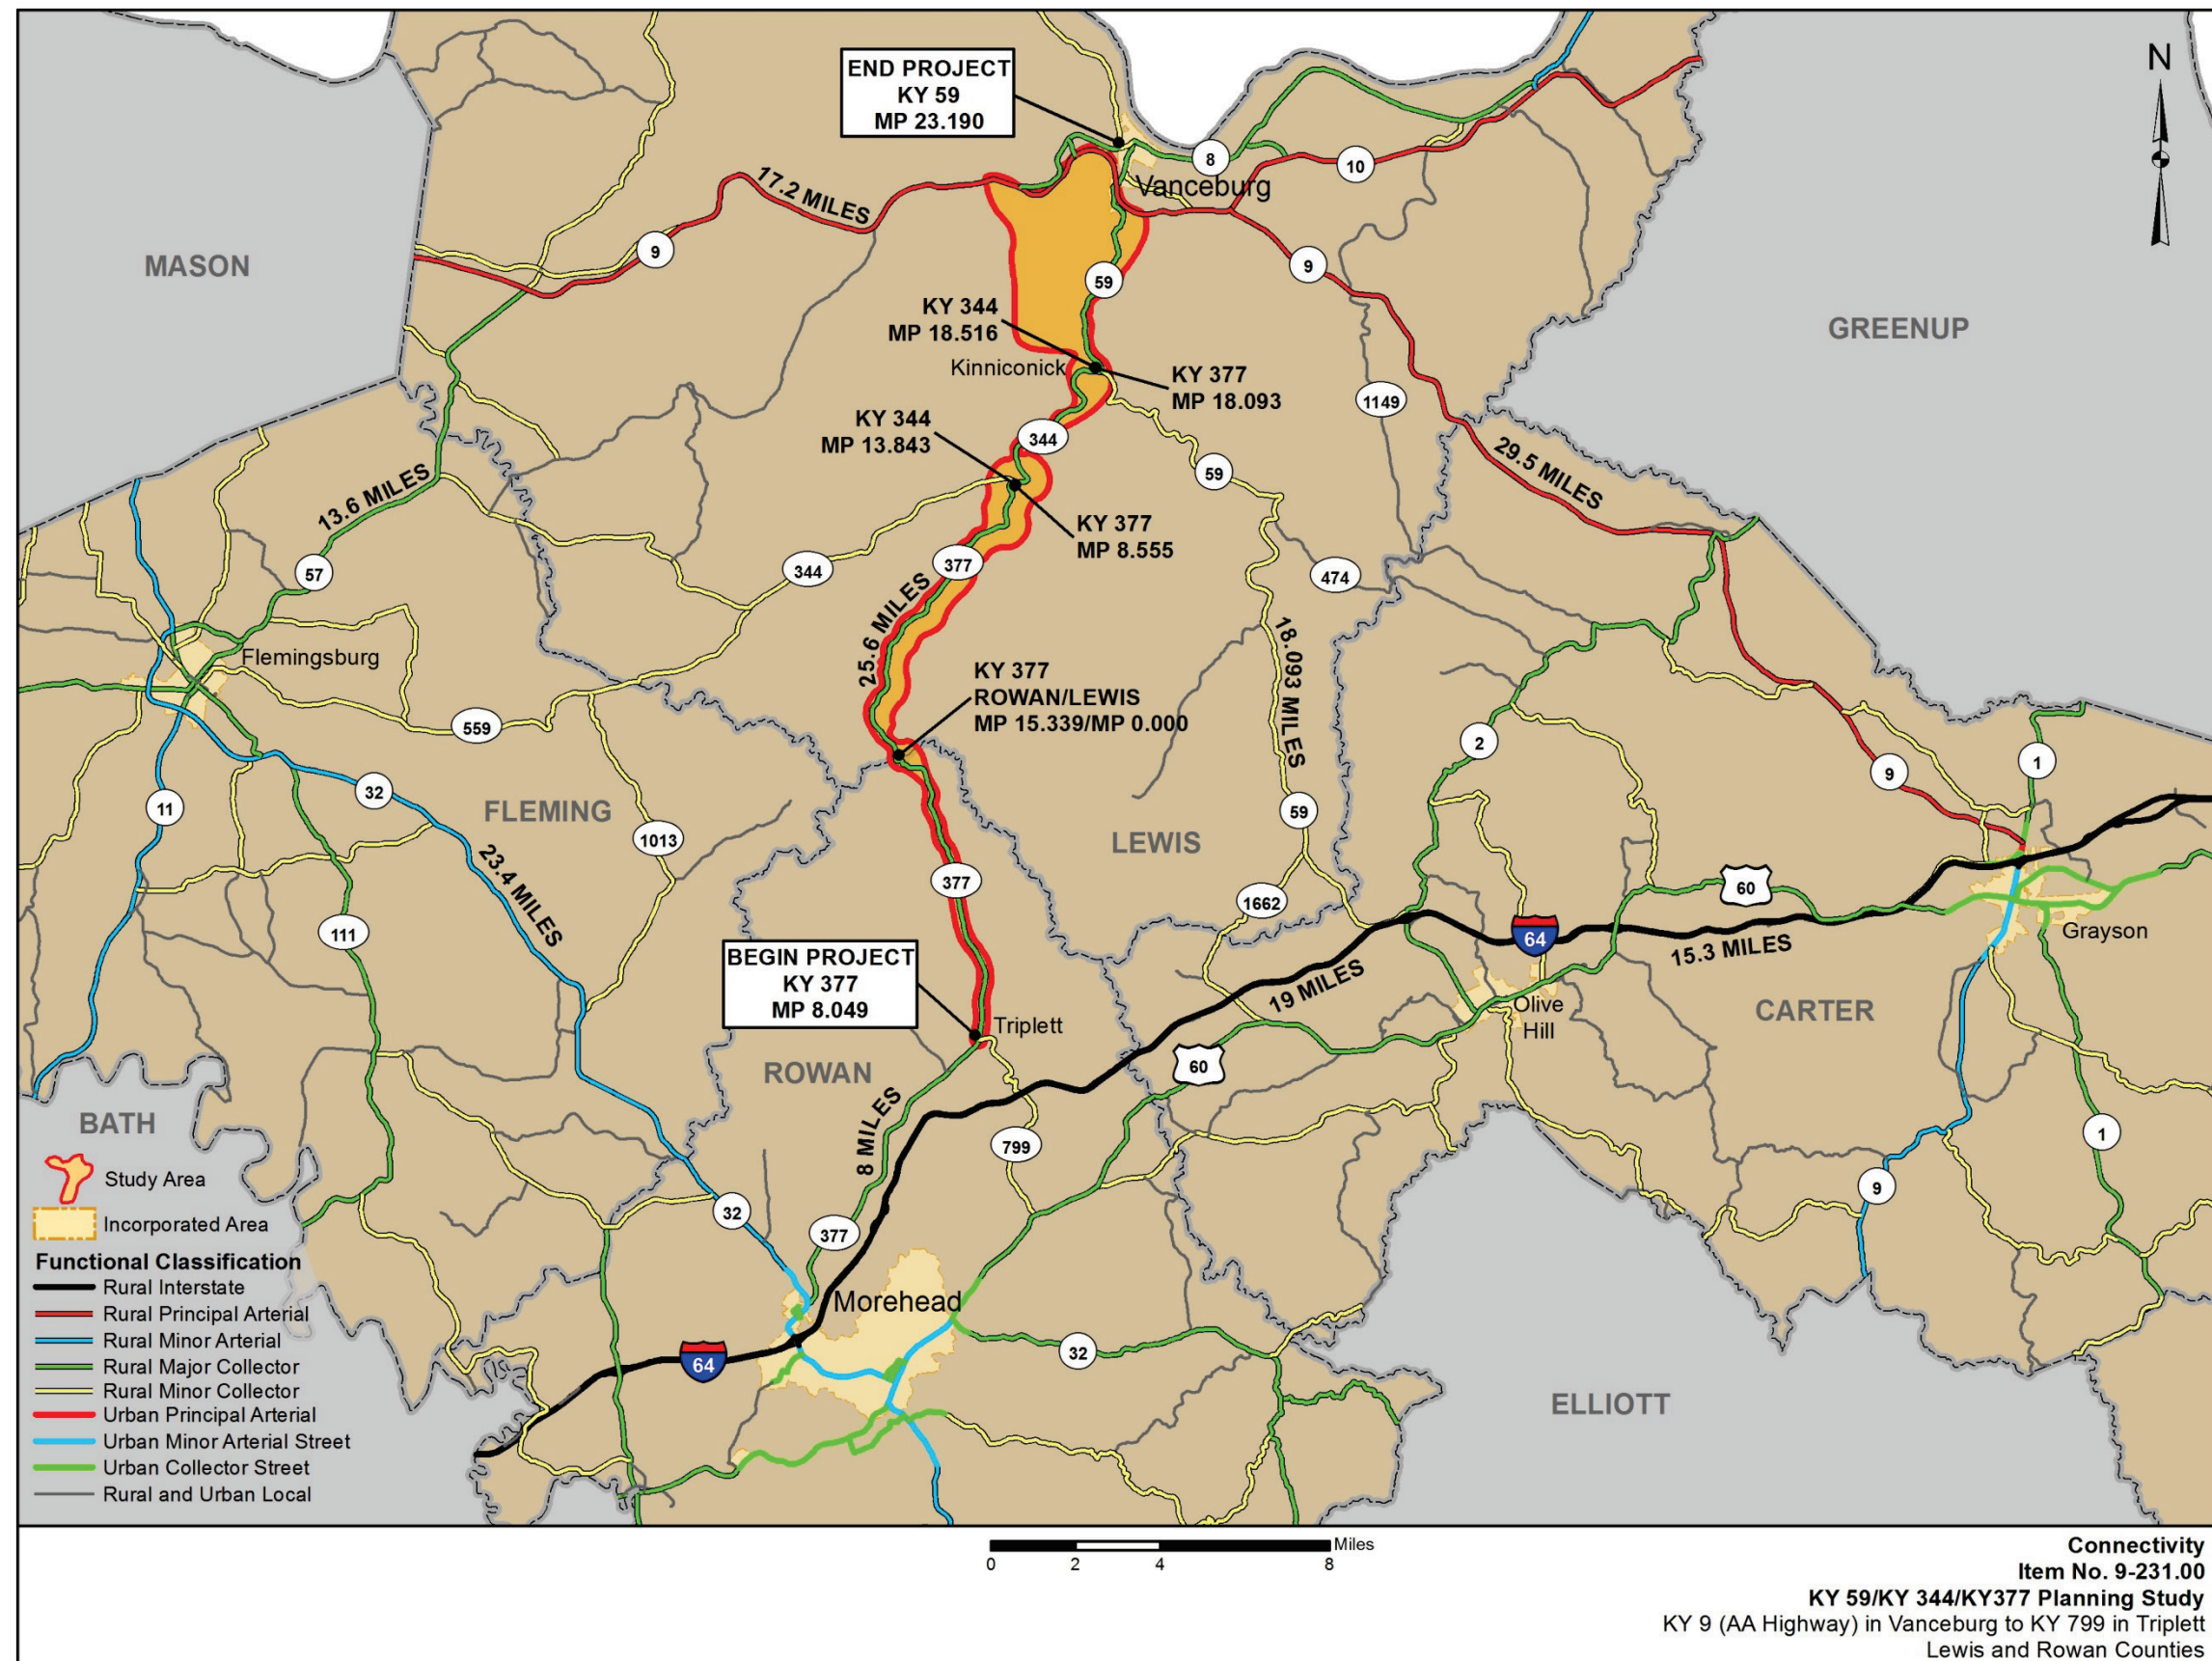 N
END PROJECT
KY 59
MP 23.190
8
10
Vanceburg
17.2 MILES
9
MASON
9
59
KY 344
MP 18.516
GREENUP
Kinniconick
KY 377
MP 18.093
1149
KY 344
MP 13.843
344
59
29.5 MILES
13.6 MILES
KY 377
MP 8.555
57
344
377
474
25.6 MILES
Flemingsburg
18.093 MILES
KY 377
ROWAN/LEWIS
MP 15.339/MP 0.000
559
2
1
9
32
11
FLEMING
59
1013
LEWIS
23.4 MILES
377
60
1662
111
64
Grayson
15.3 MILES
BEGIN PROJECT
KY 377
MP 8.049
19 MILES
Olive
Hill
CARTER
Triplett
60
ROWAN
BATH
8 MILES
799
1
9
32
377
Morehead
32
64
ELLIOTT
Study Area
Incorporated Area
Functional Classification
Rural Interstate
Rural Principal Arterial
Rural Minor Arterial
Rural Major Collector
Rural Minor Collector
Urban Principal Arterial
Urban Minor Arterial Street
Urban Collector Street
Rural and Urban Local
Miles
0 2 4 8
Connectivity
Item No. 9-231.00
KY 59/KY 344/KY377 Planning Study
KY 9 (AA Highway) in Vanceburg to KY 799 in Triplett
Lewis and Rowan Counties